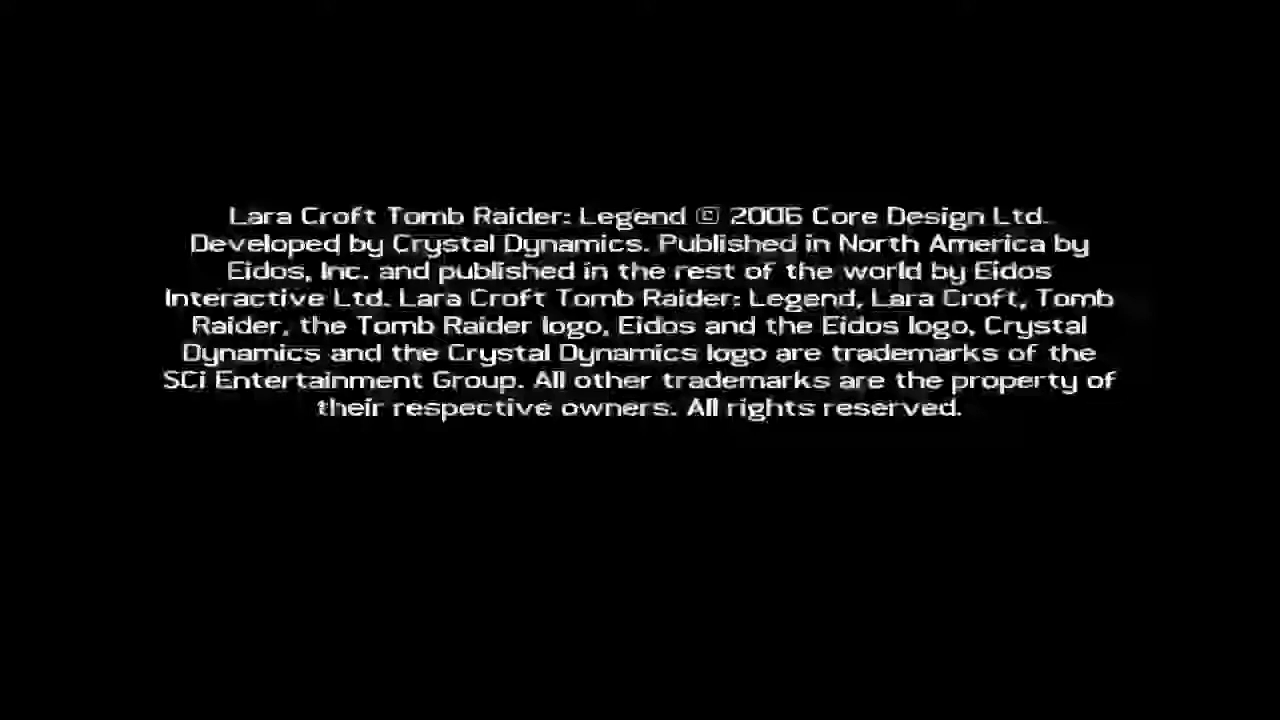 Lara Croft Tomb Raider: Legend © 2006 Core Design Ltd.
Developed by Crystal Dynamics. Published in North America by
Eidos, Inc. and published in the rest of the world by Eidos
Interactive Ltd. Lara Croft Tomb Raider: Legend, Lara Croft, Tomb
Raider, the Tomb Raider logo, Eidos and the Eidos logo, Crystal
Dynamics and the Crystal Dynamics logo are trademarks of the
SCi Entertainment Group. All other trademarks are the property of
their respective owners. All rights reserved.